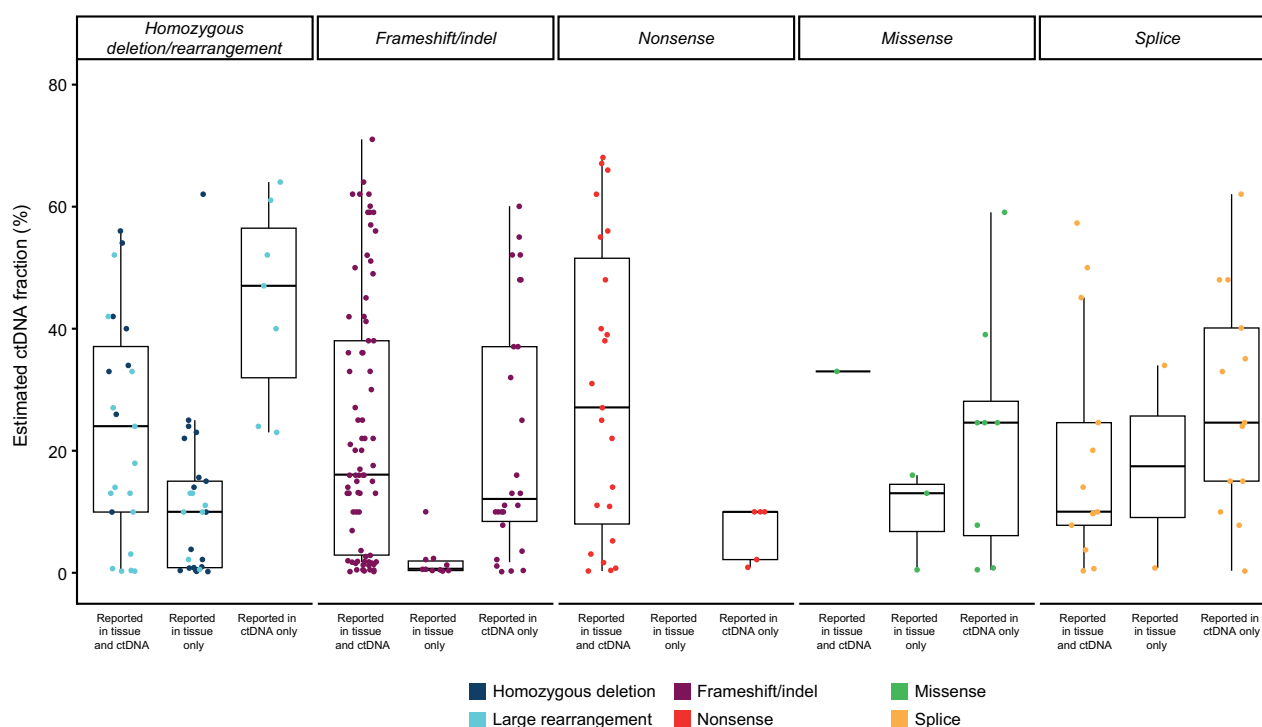 Homozygous
deletion/rearrangement
Frameshift/indel
Nonsense
Missense
Splice
Estimated ctDNA fraction (%)
80
60
40
20
0
Reported
in tissue
and ctDNA
Reported
in tissue
only
Reported in
ctDNA only
Reported
in tissue
and ctDNA
Reported
in tissue
only
Reported in
ctDNA only
Reported
in tissue
and ctDNA
Reported
in tissue
only
Reported in
ctDNA only
Reported
in tissue
and ctDNA
Reported
in tissue
only
Reported in
ctDNA only
Reported
in tissue
and ctDNA
Reported
in tissue
only
Reported in
ctDNA only
Homozygous deletion
Large rearrangement
Frameshift/indel
Nonsense
Missense
Splice